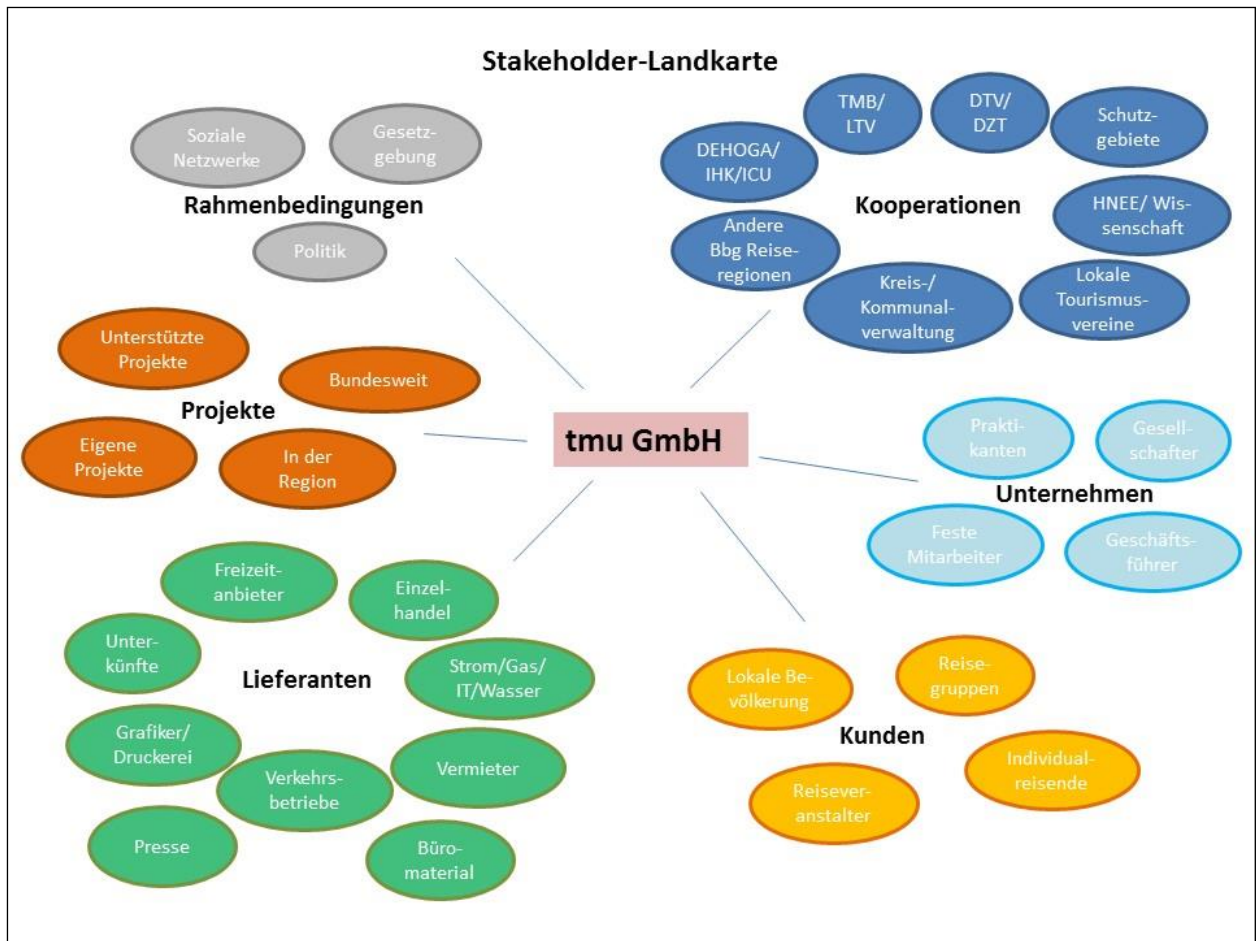 Stakeholder-Landkarte
Soziale
Netzwerke
Gesetz-
gebung
Rahmenbedingungen
Politik
TMB/
LTV
DTV/
DZT
Schutz-
gebiete
DEHOGA/
IHK/ICU
Kooperationen
HNEE/ Wis-
senschaft
Andere
Bbg Reise-
regionen
Kreis-/
Kommunal-
verwaltung
Lokale
Tourismus-
vereine
Unterstützte
Projekte
Bundesweit
Projekte
Eigene
Projekte
In der
Region
tmu GmbH
Prakti-
kanten
Gesell-
schafter
Unternehmen
Feste
Mitarbeiter
Geschäfts-
führer
Freizeit-
anbieter
Einzel-
handel
Unter-
künfte
Lieferanten
Strom/Gas/
IT/Wasser
Grafiker/
Druckerei
Verkehrs-
betriebe
Vermieter
Presse
Büro-
material
Lokale Be-
völkerung
Reise-
gruppen
Kunden
Individual-
reisende
Reisever-
anstalter